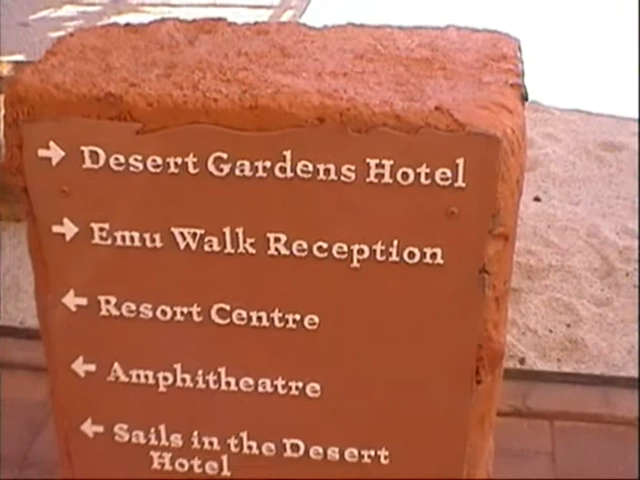 Desert Gardens Hotel
Emu Walk Reception
Resort Centre
Amphitheatre
Sails in the Desert
Hotel